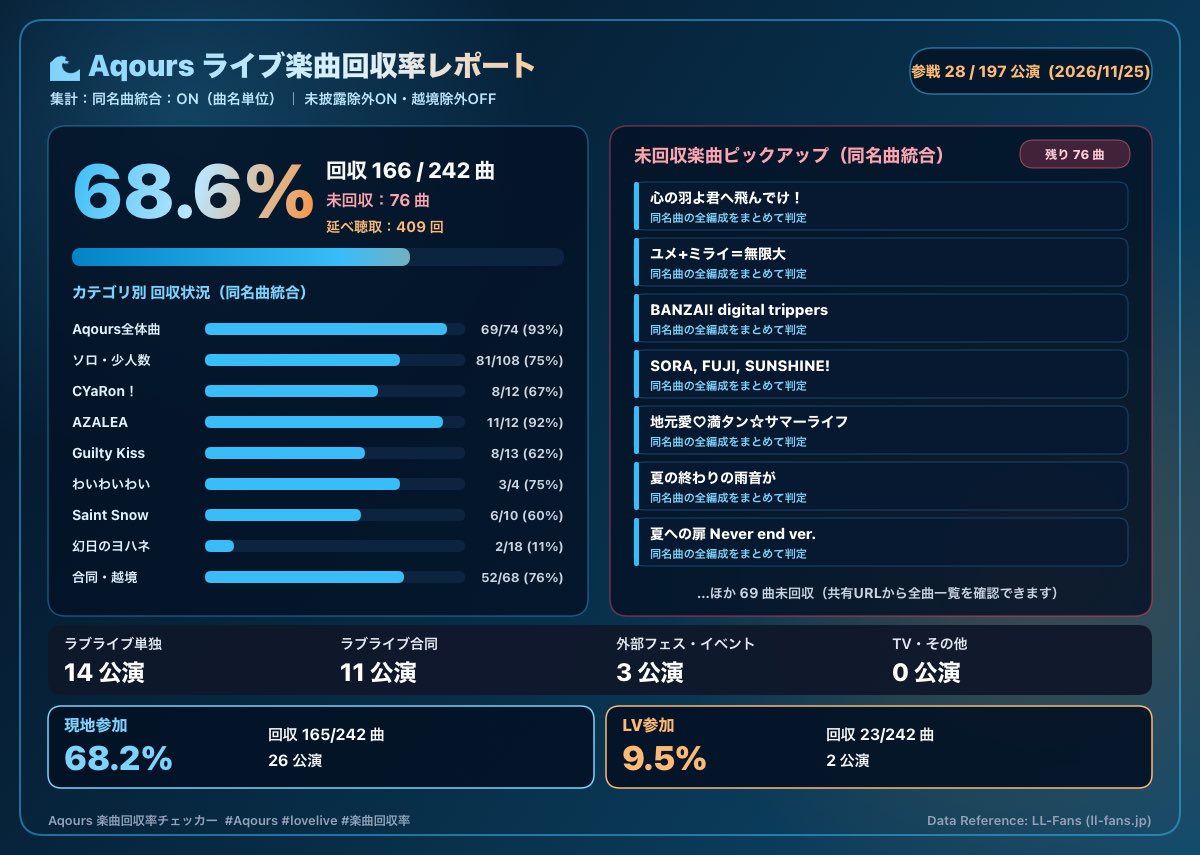 Aqours ライブ楽曲回収率レポート
集計：同名曲統合：ON（曲名単位）｜ 未披露除外ON・越境除外OFF
参戦 28 / 197 公演（2026/11/25）
68.6%
回収 166 / 242 曲
未回収：76 曲
延べ聴取：409 回
カテゴリ別 回収状況（同名曲統合）
Aqours全体曲 69/74 (93%)
ソロ・少人数 81/108 (75%)
CYaRon！ 8/12 (67%)
AZALEA 11/12 (92%)
Guilty Kiss 8/13 (62%)
わいわいわい 3/4 (75%)
Saint Snow 6/10 (60%)
幻日のヨハネ 2/18 (11%)
合同・越境 52/68 (76%)
未回収楽曲ピックアップ（同名曲統合）
残り 76 曲
心の羽よ君へ飛んでけ！
同名曲の全編成をまとめて判定
ユメ+ミライ＝無限大
同名曲の全編成をまとめて判定
BANZAI! digital trippers
同名曲の全編成をまとめて判定
SORA, FUJI, SUNSHINE!
同名曲の全編成をまとめて判定
地元愛♡満タン☆サマーライフ
同名曲の全編成をまとめて判定
夏の終わりの雨音が
同名曲の全編成をまとめて判定
夏への扉 Never end ver.
同名曲の全編成をまとめて判定
...ほか 69 曲未回収（共有URLから全曲一覧を確認できます）
ラブライブ単独
14 公演
ラブライブ合同
11 公演
外部フェス・イベント
3 公演
TV・その他
0 公演
現地参加
68.2%
回収 165/242 曲
26 公演
LV参加
9.5%
回収 23/242 曲
2 公演
Aqours 楽曲回収率チェッカー #Aqours #lovelive #楽曲回収率
Data Reference: LL-Fans (ll-fans.jp)